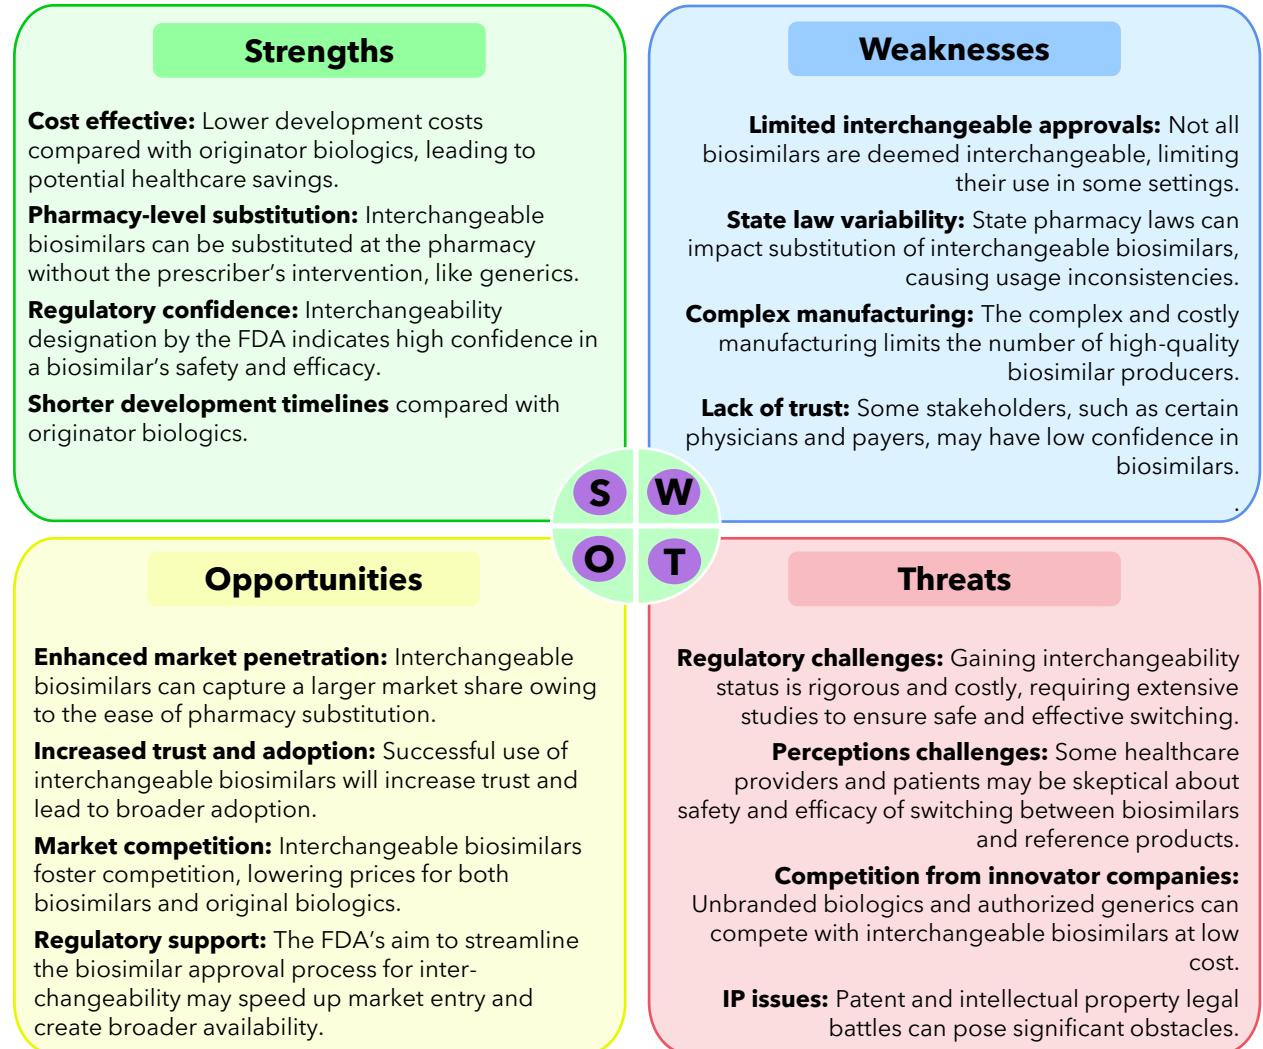 Strengths
Cost effective: Lower development costs
compared with originator biologics, leading to
potential healthcare savings.
Pharmacy-level substitution: Interchangeable
biosimilars can be substituted at the pharmacy
without the prescriber’s intervention, like generics.
Regulatory confidence: Interchangeability
designation by the FDA indicates high confidence in
a biosimilar’s safety and efficacy.
Shorter development timelines compared with
originator biologics.
Weaknesses
Limited interchangeable approvals: Not all
biosimilars are deemed interchangeable, limiting
their use in some settings.
State law variability: State pharmacy laws can
impact substitution of interchangeable biosimilars,
causing usage inconsistencies.
Complex manufacturing: The complex and costly
manufacturing limits the number of high-quality
biosimilar producers.
Lack of trust: Some stakeholders, such as certain
physicians and payers, may have low confidence in
biosimilars.
.
S
W
O
T
Opportunities
Enhanced market penetration: Interchangeable
biosimilars can capture a larger market share owing
to the ease of pharmacy substitution.
Increased trust and adoption: Successful use of
interchangeable biosimilars will increase trust and
lead to broader adoption.
Market competition: Interchangeable biosimilars
foster competition, lowering prices for both
biosimilars and original biologics.
Regulatory support: The FDA’s aim to streamline
the biosimilar approval process for inter-
changeability may speed up market entry and
create broader availability.
Threats
Regulatory challenges: Gaining interchangeability
status is rigorous and costly, requiring extensive
studies to ensure safe and effective switching.
Perceptions challenges: Some healthcare
providers and patients may be skeptical about
safety and efficacy of switching between biosimilars
and reference products.
Competition from innovator companies:
Unbranded biologics and authorized generics can
compete with interchangeable biosimilars at low
cost.
IP issues: Patent and intellectual property legal
battles can pose significant obstacles.